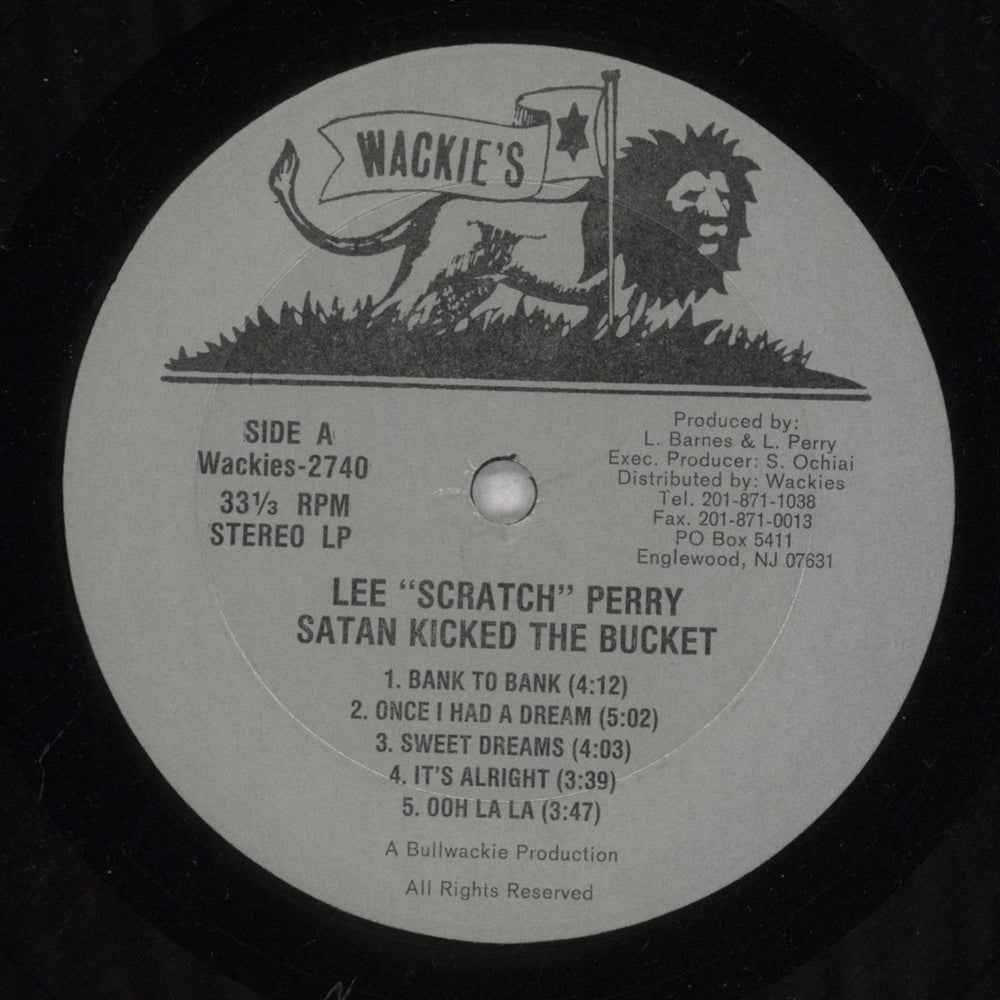 WACKIE'S
SIDE A
Wackies-2740
33⅓ RPM
STEREO LP
Produced by:
L. Barnes & L. Perry
Exec. Producer: S. Ochiai
Distributed by: Wackies
Tel. 201-871-1038
Fax. 201-871-0013
PO Box 5411
Englewood, NJ 07631
LEE “SCRATCH” PERRY
SATAN KICKED THE BUCKET
1. BANK TO BANK (4:12)
2. ONCE I HAD A DREAM (5:02)
3. SWEET DREAMS (4:03)
4. IT'S ALRIGHT (3:39)
5. OOH LA LA (3:47)
A Bullwackie Production
All Rights Reserved